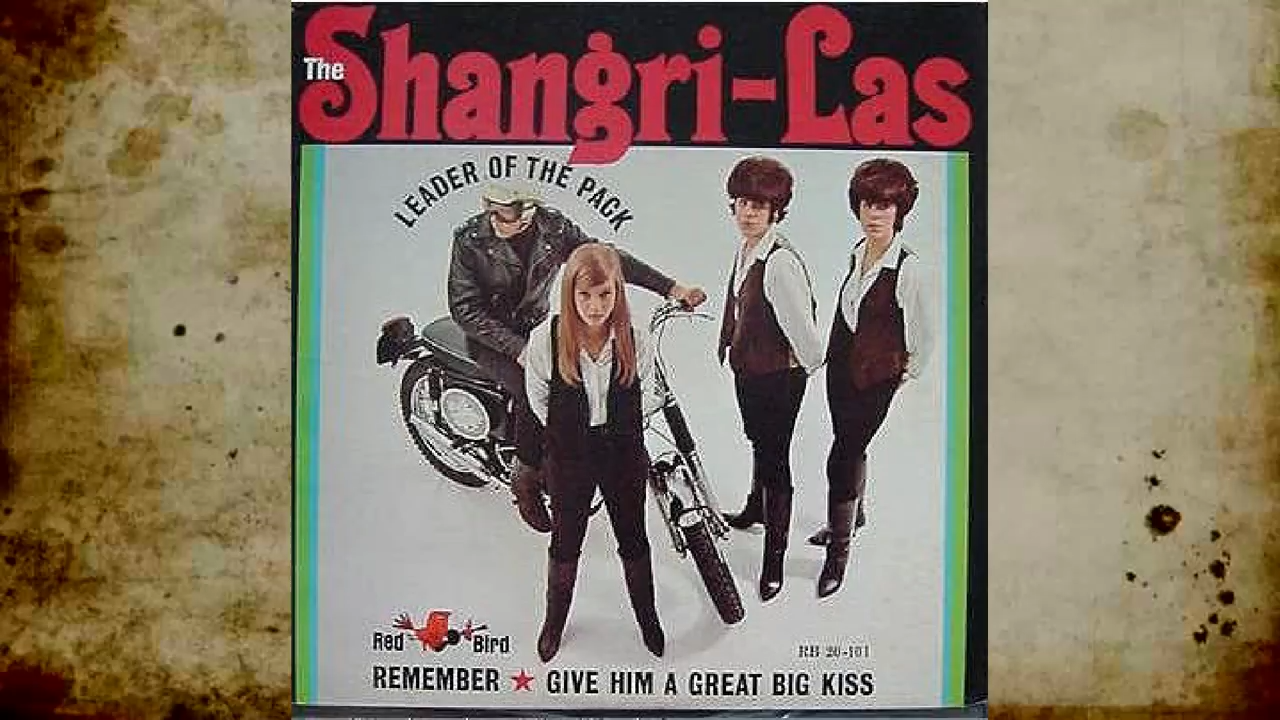 The Shangri-Las
LEADER OF THE PACK
Red Bird
RB 20-101
REMEMBER ★ GIVE HIM A GREAT BIG KISS